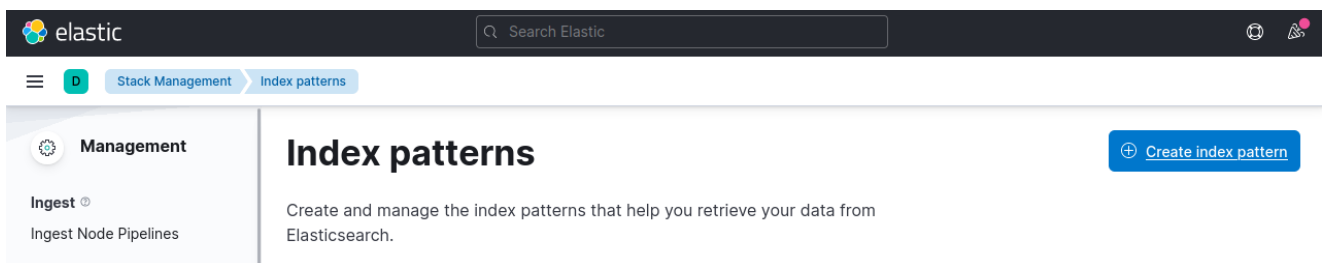 elastic
Search Elastic
D
Stack Management
Index patterns
Management
Ingest
Ingest Node Pipelines
Index patterns
Create index pattern
Create and manage the index patterns that help you retrieve your data from
Elasticsearch.